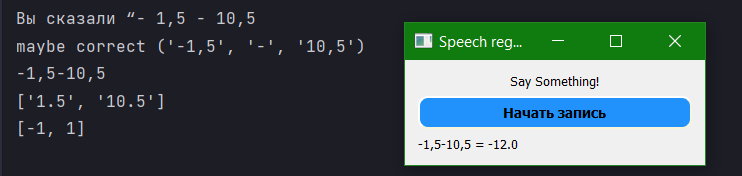 Вы сказали “- 1,5 - 10,5
maybe correct ('-1,5', '-', '10,5')
-1,5-10,5
['1.5', '10.5']
[-1, 1]
Speech reg...
Say Something!
Начать запись
-1,5-10,5 = -12.0